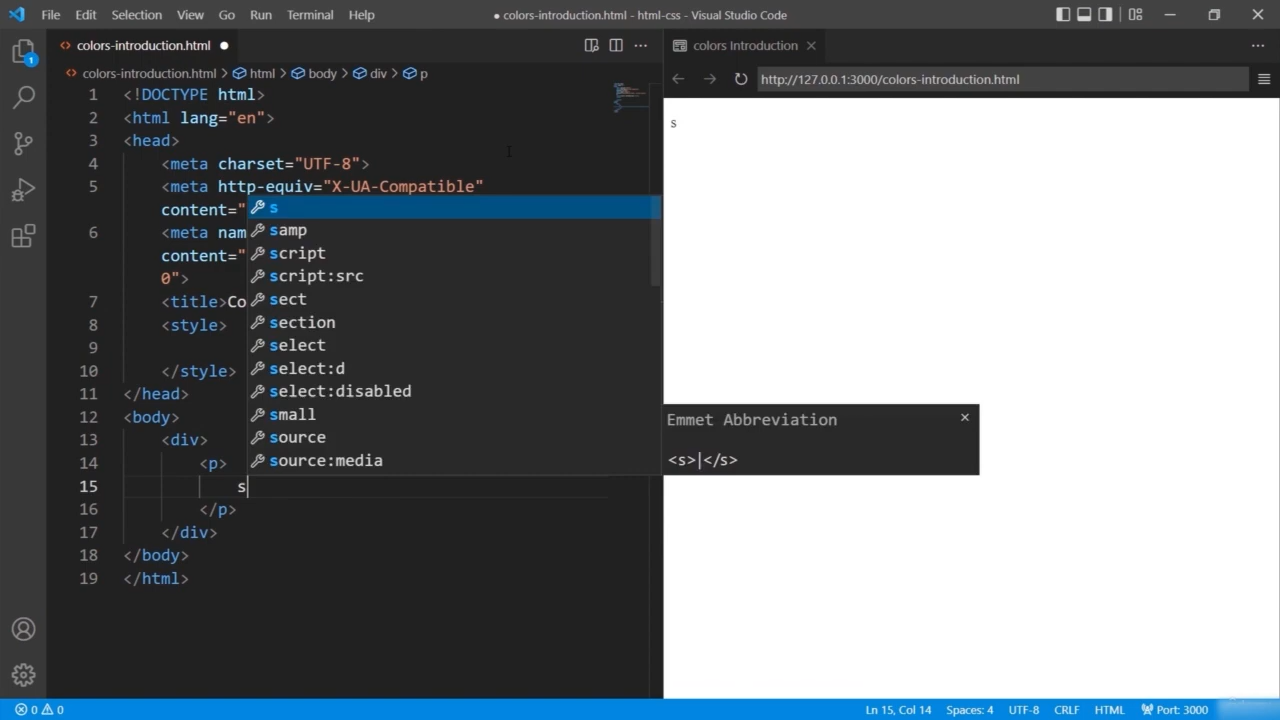 File Edit Selection View Go Run Terminal Help
● colors-introduction.html - html-css - Visual Studio Code
colors-introduction.html ●
colors Introduction
colors-introduction.html > html > body > div > p
http://127.0.0.1:3000/colors-introduction.html
1 <!DOCTYPE html>
2 <html lang="en">
3 <head>
4 <meta charset="UTF-8">
5 <meta http-equiv="X-UA-Compatible"
content="
6 <meta nam
content="
0">
7 <title>Co
8 <style>
9
10 </style>
11 </head>
12 <body>
13 <div>
14 <p>
15 s
16 </p>
17 </div>
18 </body>
19 </html>
s
samp
script
script:src
sect
section
select
select:d
select:disabled
small
source
source:media
Emmet Abbreviation
<s>|</s>
s
1
0 0
Ln 15, Col 14 Spaces: 4 UTF-8 CRLF HTML Port: 3000